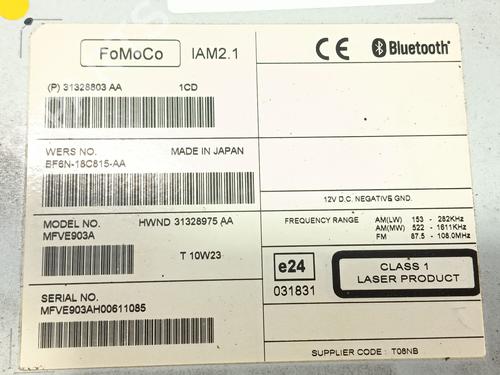 FoMoCo IAM2.1
(P) 31328803 AA 1CD
WERS NO. MADE IN JAPAN
BF6N-18C815-AA
MODEL NO. HWND 31328975 AA
MFVE903A
T 10W23
SERIAL NO.
MFVE903AH00611085
CE Bluetooth®
12V D.C. NEGATIVE GND.
FREQUENCY RANGE AM(LW) 153 - 282KHz
AM(MW) 522 - 1611KHz
FM 87.5 - 108.0MHz
e24
031831
CLASS 1
LASER PRODUCT
SUPPLIER CODE : T06NB